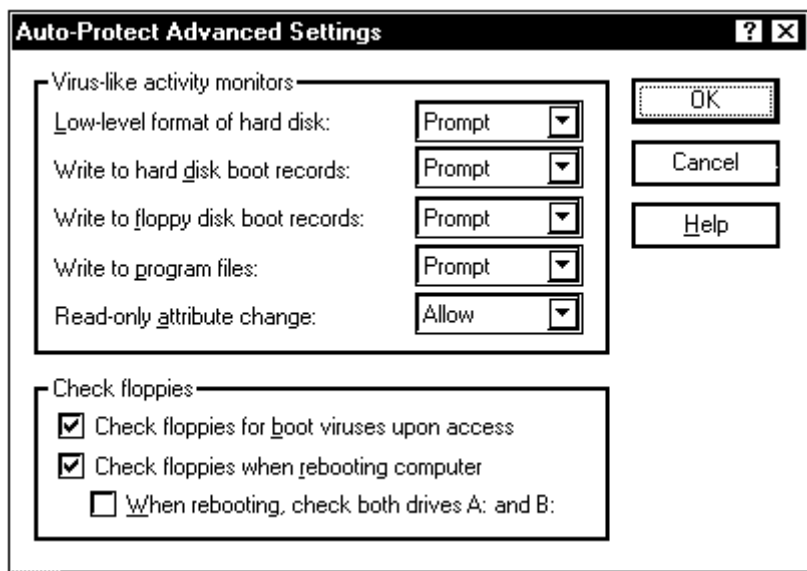 Auto-Protect Advanced Settings
Virus-like activity monitors
Low-level format of hard disk: Prompt
Write to hard disk boot records: Prompt
Write to floppy disk boot records: Prompt
Write to program files: Prompt
Read-only attribute change: Allow
OK
Cancel
Help
Check floppies
Check floppies for boot viruses upon access
Check floppies when rebooting computer
When rebooting, check both drives A: and B: